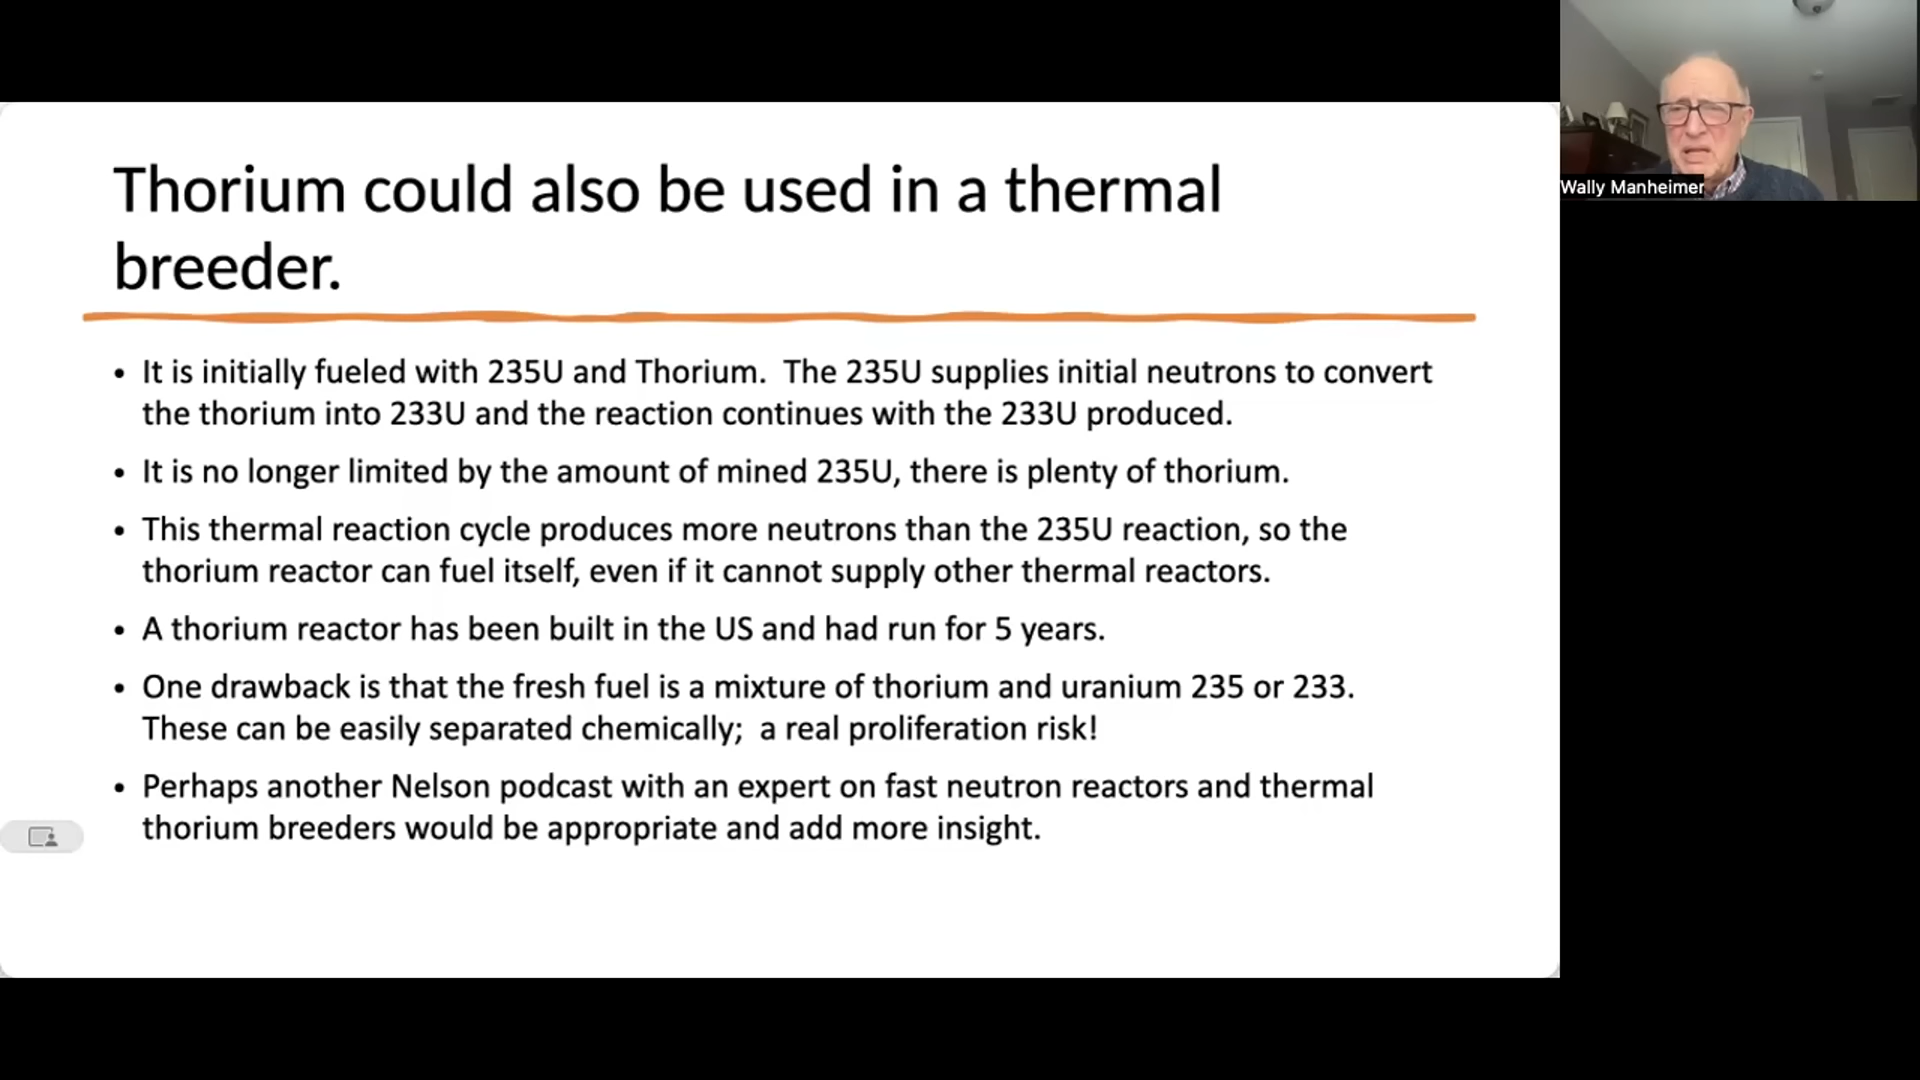 Thorium could also be used in a thermal
breeder.
• It is initially fueled with 235U and Thorium.  The 235U supplies initial neutrons to convert
the thorium into 233U and the reaction continues with the 233U produced.
• It is no longer limited by the amount of mined 235U, there is plenty of thorium.
• This thermal reaction cycle produces more neutrons than the 235U reaction, so the
thorium reactor can fuel itself, even if it cannot supply other thermal reactors.
• A thorium reactor has been built in the US and had run for 5 years.
• One drawback is that the fresh fuel is a mixture of thorium and uranium 235 or 233.
These can be easily separated chemically;  a real proliferation risk!
• Perhaps another Nelson podcast with an expert on fast neutron reactors and thermal
thorium breeders would be appropriate and add more insight.
Wally Manheimer